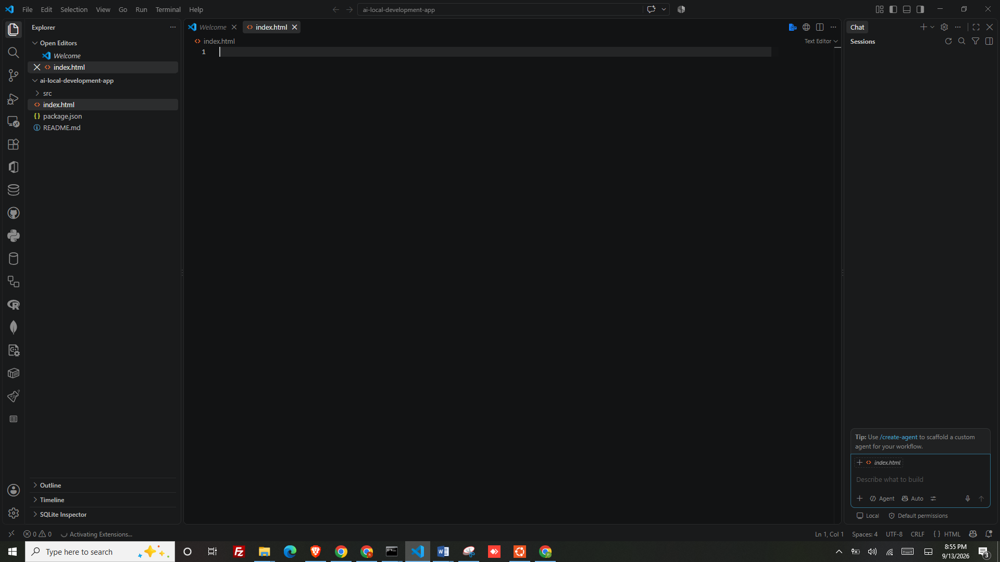 File Edit Selection View Go Run Terminal Help
ai-local-development-app
Explorer
Open Editors
Welcome
index.html
ai-local-development-app
src
index.html
package.json
README.md
Outline
Timeline
SQLite Inspector
Welcome
index.html
index.html
Text Editor
1
Chat
Sessions
Tip: Use /create-agent to scaffold a custom
agent for your workflow.
index.html
Describe what to build
Agent Auto
Local Default permissions
0 0 Activating Extensions...
Ln 1, Col 1 Spaces: 4 UTF-8 CRLF { } HTML
Type here to search
8:55 PM
9/13/2026
3